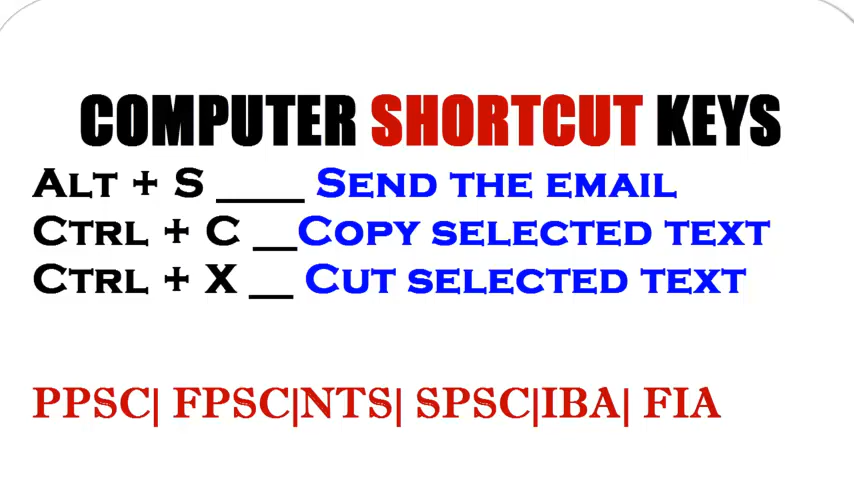 COMPUTER SHORTCUT KEYS
ALT + S ____ SEND THE EMAIL
CTRL + C __COPY SELECTED TEXT
CTRL + X __ CUT SELECTED TEXT
PPSC| FPSC|NTS| SPSC|IBA| FIA